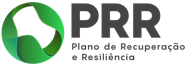 PRR
Plano de Recuperação
e Resiliência